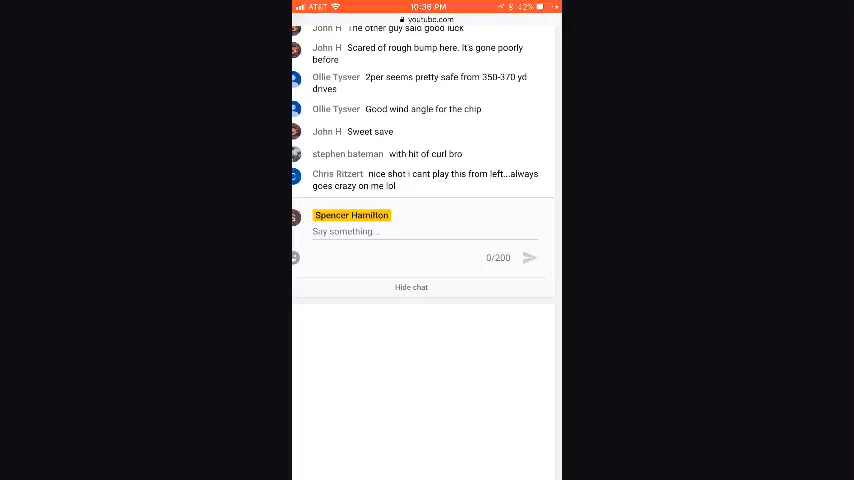 AT&T 10:36 PM 42%
youtube.com
John H The other guy said good luck
John H Scared of rough bump here. It's gone poorly
before
Ollie Tysver 2per seems pretty safe from 350-370 yd
drives
Ollie Tysver Good wind angle for the chip
John H Sweet save
stephen bateman with hit of curl bro
C Chris Ritzert nice shot i cant play this from left...always
goes crazy on me lol
S Spencer Hamilton
Say something...
0/200
Hide chat